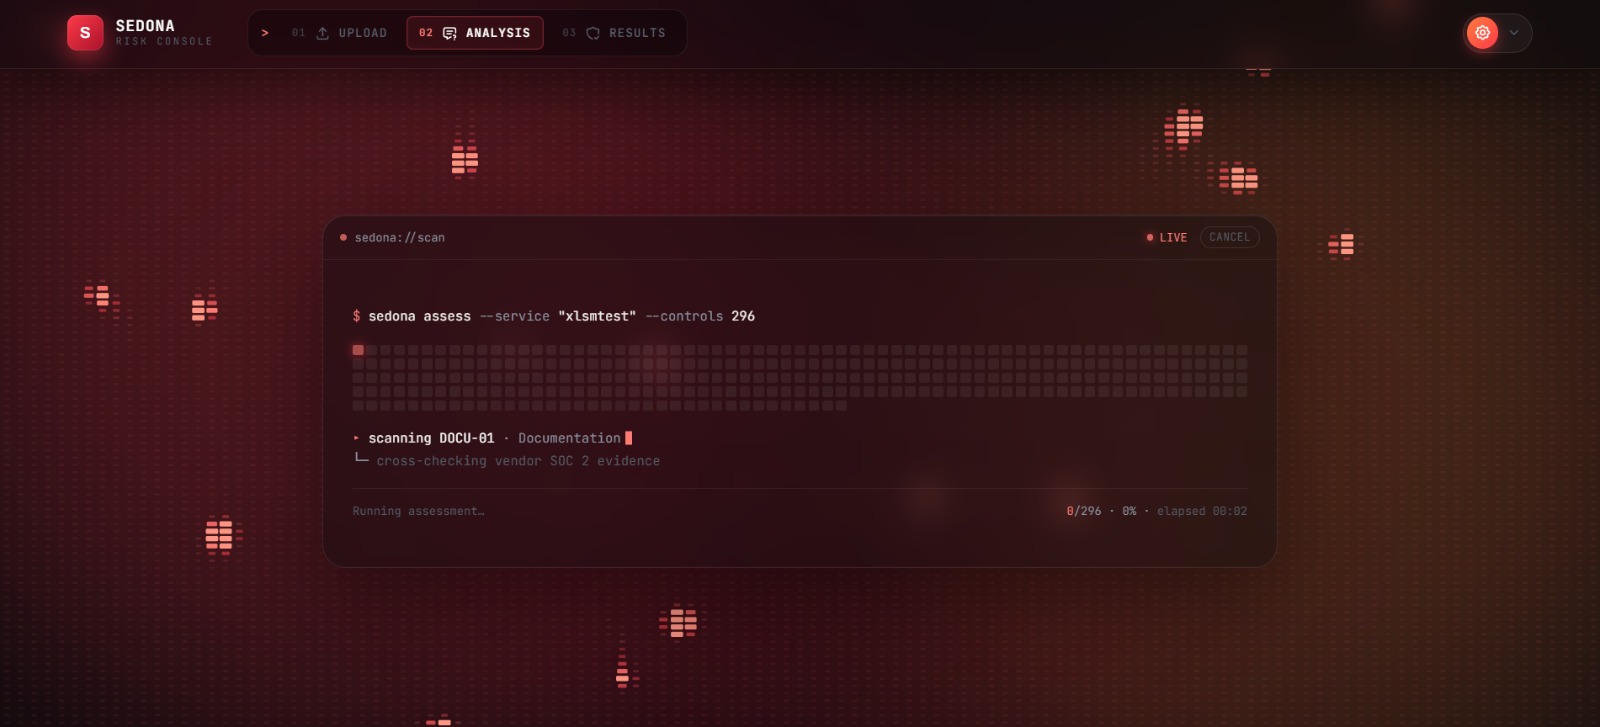 S
SEDONA
RISK CONSOLE
> 01 UPLOAD 02 ANALYSIS 03 RESULTS
sedona://scan
LIVE CANCEL
$ sedona assess --service "xlsmtest" --controls 296
▸ scanning DOCU-01 · Documentation
└─ cross-checking vendor SOC 2 evidence
Running assessment… 0/296 · 0% · elapsed 00:02